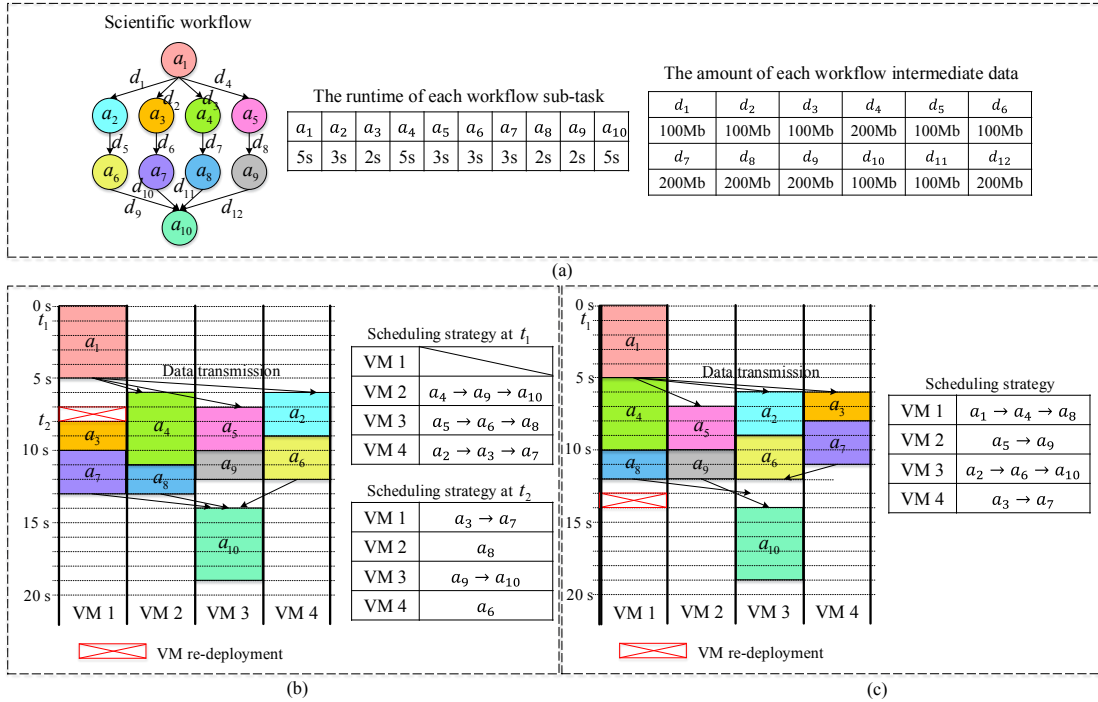 Scientific workflow
a₁
d₁ d₂ d₃ d₄
a₂ a₃ a₄ a₅
d₅ d₆ d₇ d₈
a₆ a₇ a₈ a₉
d₉ d₁₀ d₁₁ d₁₂
a₁₀
The runtime of each workflow sub-task
a₁ a₂ a₃ a₄ a₅ a₆ a₇ a₈ a₉ a₁₀
5s 3s 2s 5s 3s 3s 3s 2s 2s 5s
The amount of each workflow intermediate data
d₁ d₂ d₃ d₄ d₅ d₆
100Mb 100Mb 100Mb 200Mb 100Mb 100Mb
d₇ d₈ d₉ d₁₀ d₁₁ d₁₂
200Mb 200Mb 200Mb 100Mb 100Mb 200Mb
(a)
0 s
t₁
a₁
Data transmission
5 s
a₂
t₂
a₃ a₄ a₅
10 s
a₇ a₈ a₉ a₆
15 s
a₁₀
20 s
VM 1 VM 2 VM 3 VM 4
VM re-deployment
Scheduling strategy at t₁
VM 1
VM 2 a₄ → a₉ → a₁₀
VM 3 a₅ → a₆ → a₈
VM 4 a₂ → a₃ → a₇
Scheduling strategy at t₂
VM 1 a₃ → a₇
VM 2 a₈
VM 3 a₉ → a₁₀
VM 4 a₆
(b)
0 s
t₁
a₁
Data transmission
5 s
a₄ a₅ a₂ a₃
10 s
a₈ a₉ a₆ a₇
15 s
a₁₀
20 s
VM 1 VM 2 VM 3 VM 4
VM re-deployment
Scheduling strategy
VM 1 a₁ → a₄ → a₈
VM 2 a₅ → a₉
VM 3 a₂ → a₆ → a₁₀
VM 4 a₃ → a₇
(c)